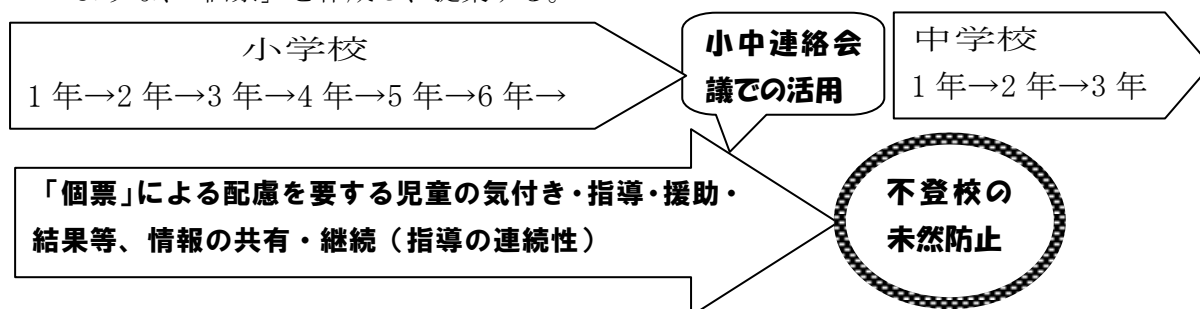 小学校
1 年→2 年→3 年→4 年→5 年→6 年→
小中連絡会
議での活用
中学校
1 年→2 年→3 年
「個票」による配慮を要する児童の気付き・指導・援助・
結果等、情報の共有・継続（指導の連続性）
不登校の
未然防止